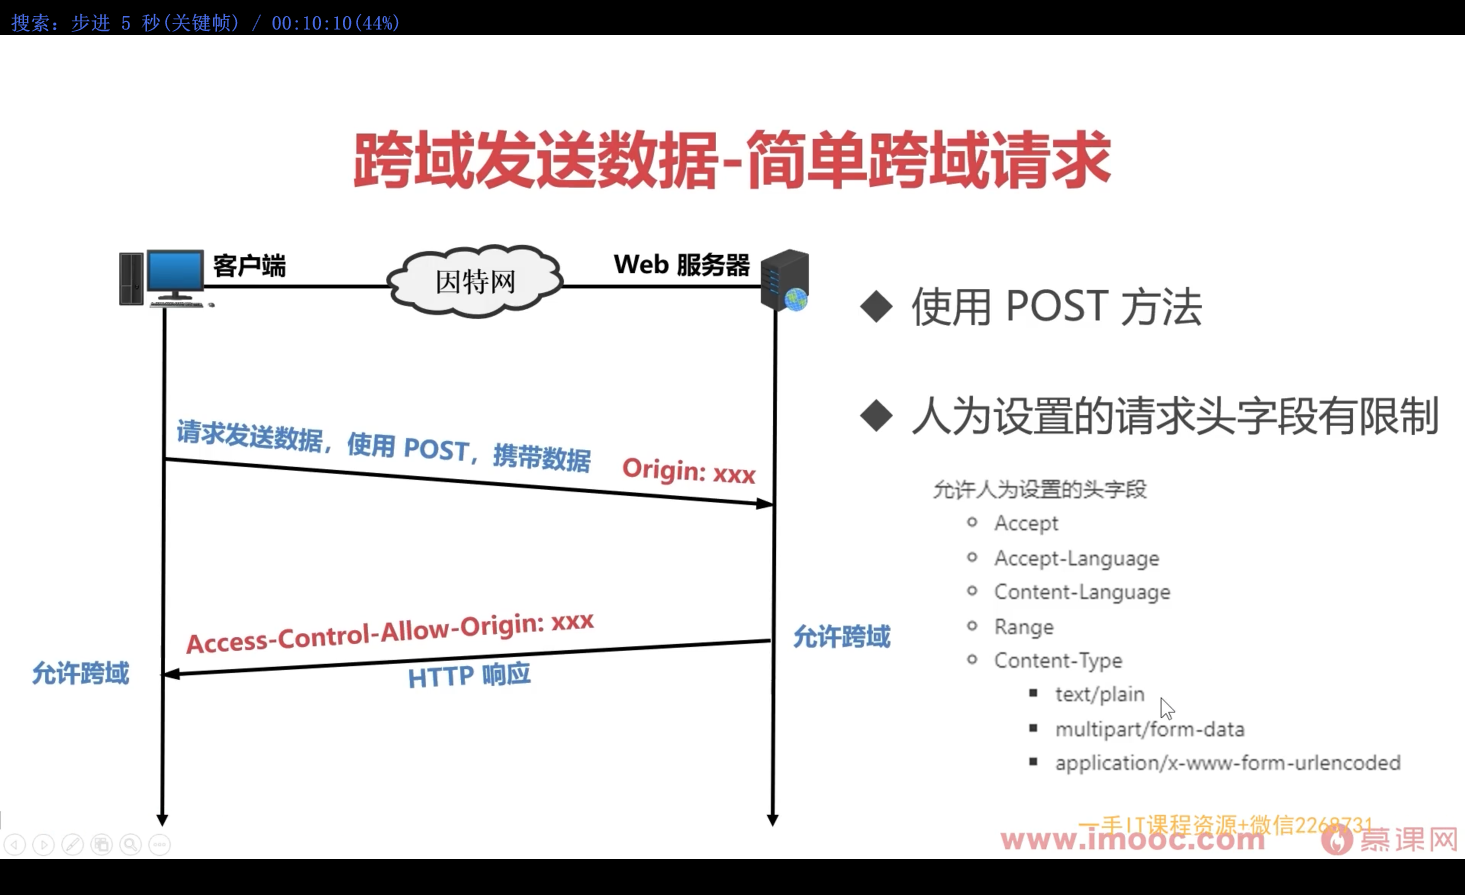 搜索: 步进 5 秒(关键帧) / 00:10:10(44%)
跨域发送数据-简单跨域请求
客户端
因特网
Web 服务器
请求发送数据，使用 POST，携带数据
Origin: xxx
Access-Control-Allow-Origin: xxx
HTTP 响应
允许跨域
允许跨域
使用 POST 方法
人为设置的请求头字段有限制
允许人为设置的头字段
Accept
Accept-Language
Content-Language
Range
Content-Type
text/plain
multipart/form-data
application/x-www-form-urlencoded
一手IT课程资源+微信2268731
www.imooc.com
慕课网